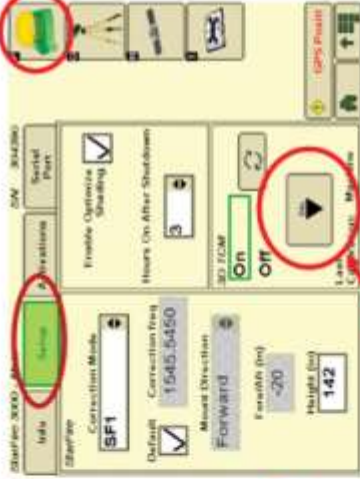 StarFire 3000
SN
Info
Setup
Activations
Serial
Port
StarFire
Correction Mode
SF1
Default
Correction freq
1545.5450
Mount Direction
Forward
Fore/Aft (in)
-20
Height (in)
142
Enable Optimize
Shading
Hours On After Shutdown
3
3D TCM
On
Off
GPS